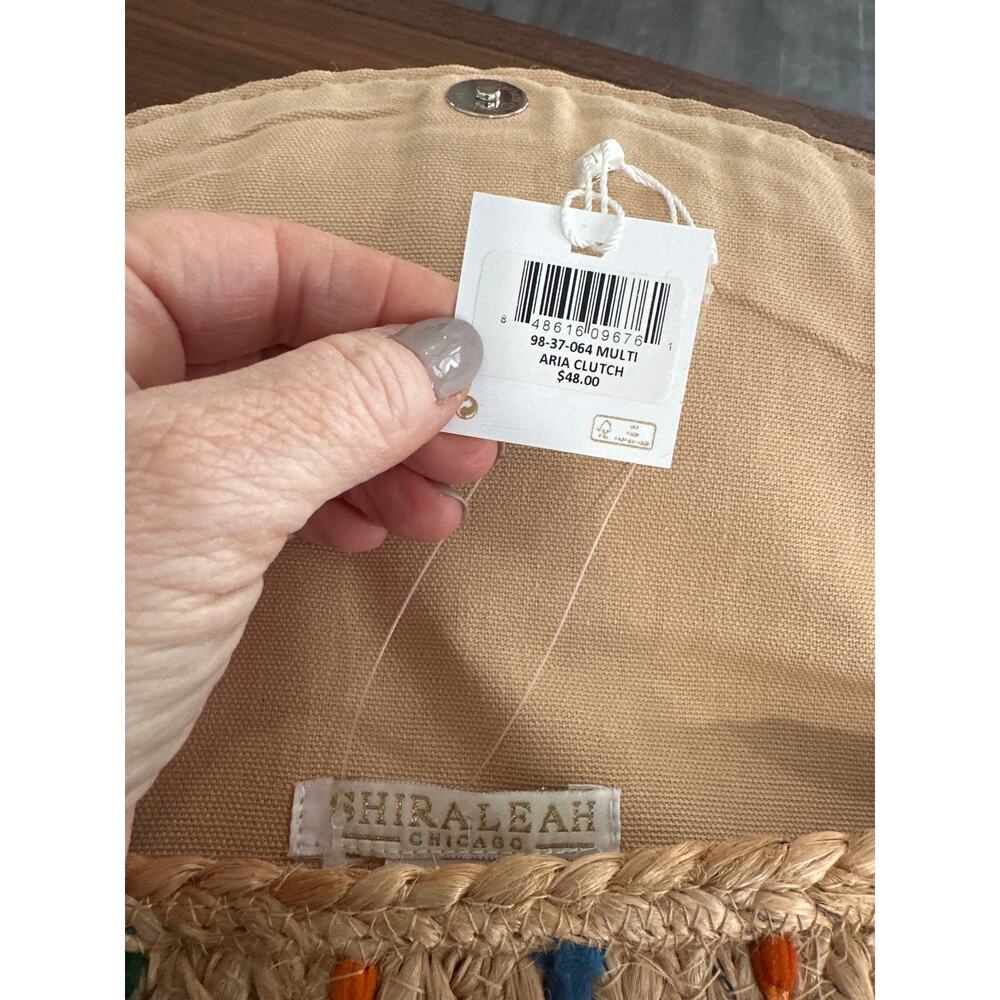 8 48616 09676 1
98-37-064 MULTI
ARIA CLUTCH
$48.00
SHIRALEAH
CHICAGO